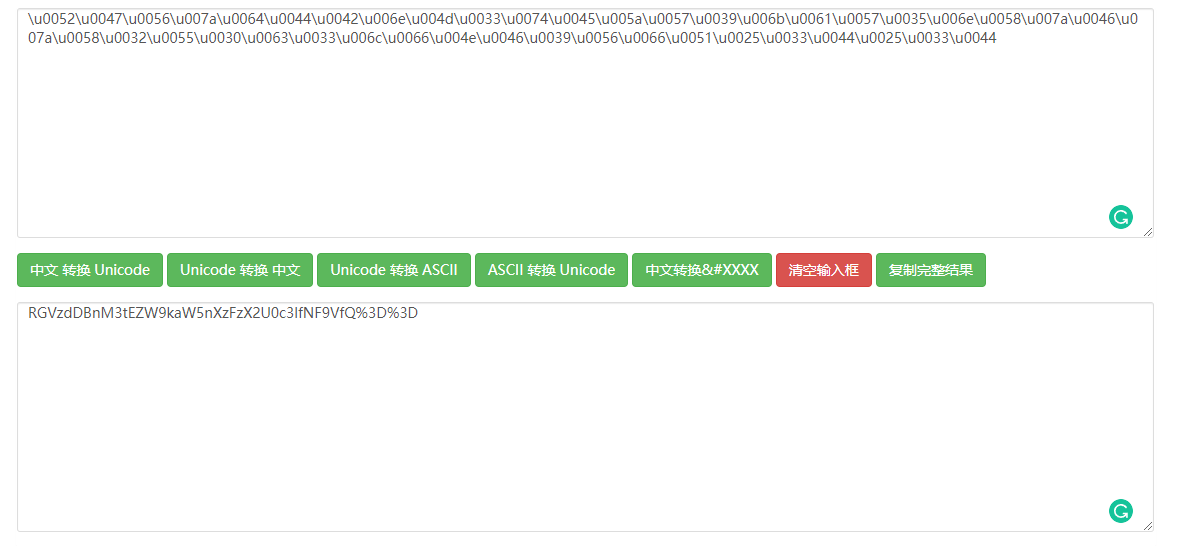 \u0052\u0047\u0056\u007a\u0064\u0044\u0042\u006e\u004d\u0033\u0074\u0045\u005a\u0057\u0039\u006b\u0061\u0057\u0035\u006e\u0058\u007a\u0046\u0
07a\u0058\u0032\u0055\u0030\u0063\u0033\u006c\u0066\u004e\u0046\u0039\u0056\u0066\u0051\u0025\u0033\u0044\u0025\u0033\u0044
中文 转换 Unicode Unicode 转换 中文 Unicode 转换 ASCII ASCII 转换 Unicode 中文转换&#XXXX 清空输入框 复制完整结果
RGVzdDBnM3tEZW9kaW5nXzFzX2U0c3lfNF9VfQ%3D%3D